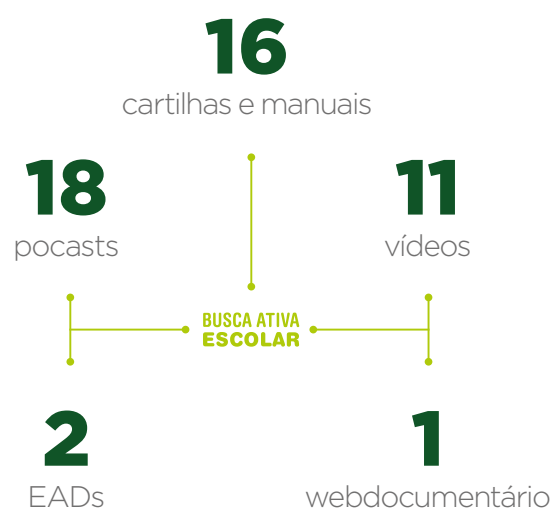 16
cartilhas e manuais
18
pocasts
11
vídeos
BUSCA ATIVA
ESCOLAR
2
EADs
1
webdocumentário